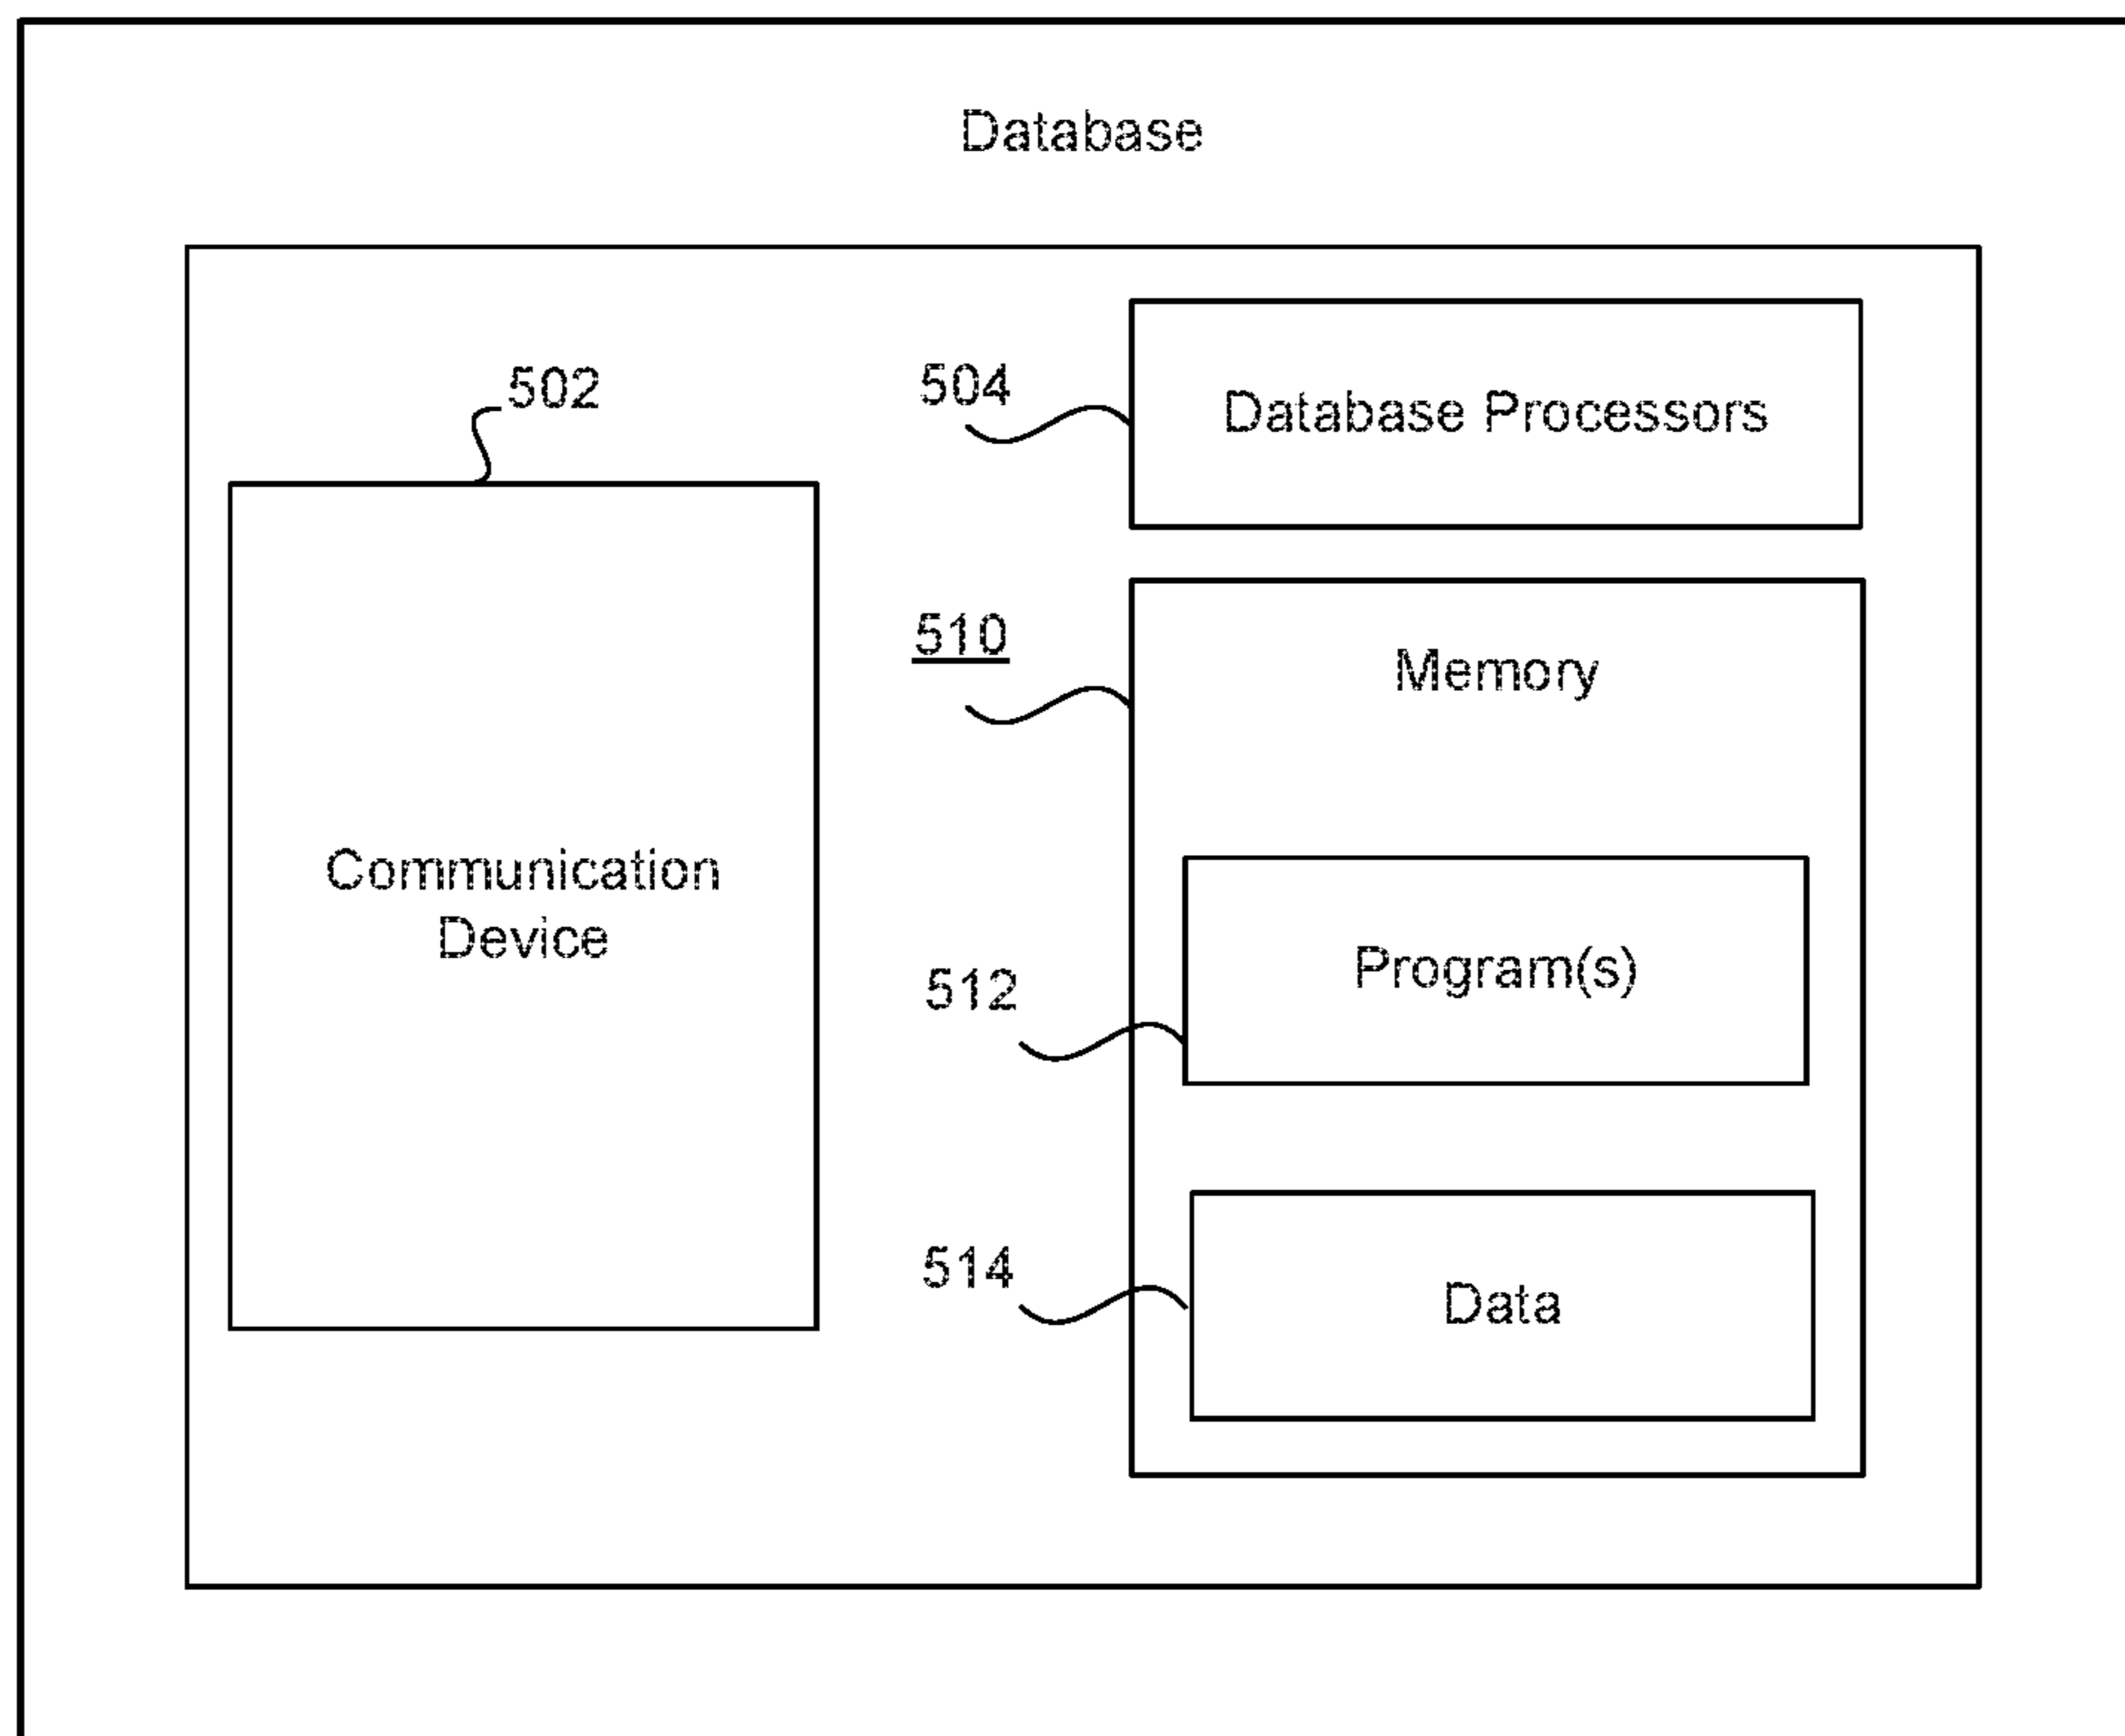 Database
502
504
Database Processors
510
Memory
Communication
Device
512
Program(s)
514
Data